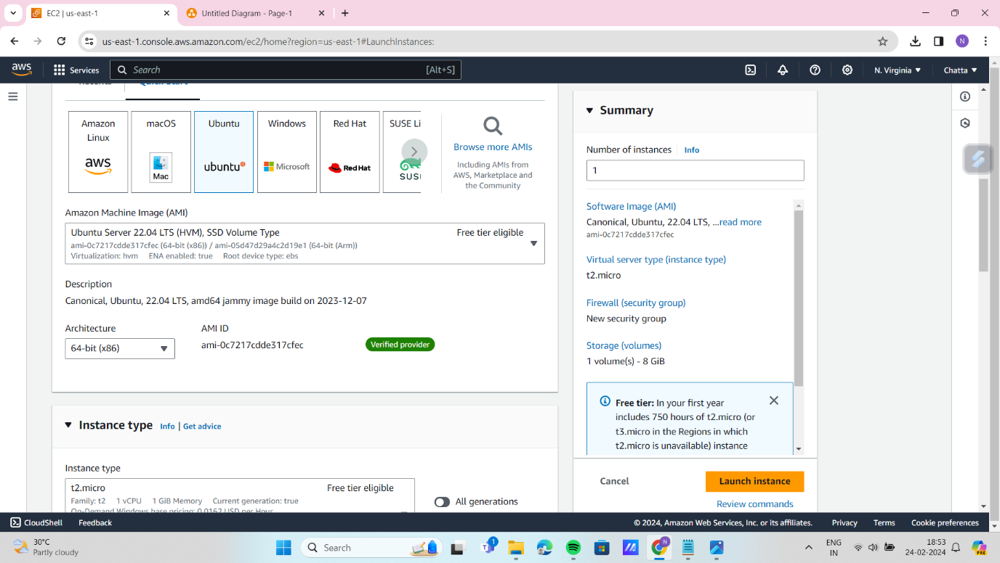 EC2 | us-east-1
Untitled Diagram - Page-1
us-east-1.console.aws.amazon.com/ec2/home?region=us-east-1#LaunchInstances:
N
aws
Services
Search
[Alt+S]
N. Virginia
Chatta
Recents
Quick Start
Amazon
Linux
aws
macOS
Mac
Ubuntu
ubuntu
Windows
Microsoft
Red Hat
Red Hat
SUSE Li
SUS
Browse more AMIs
Including AMIs from
AWS, Marketplace and
the Community
Amazon Machine Image (AMI)
Ubuntu Server 22.04 LTS (HVM), SSD Volume Type
Free tier eligible
ami-0c7217cdde317cfec (64-bit (x86)) / ami-05d47d29a4c2d19e1 (64-bit (Arm))
Virtualization: hvm ENA enabled: true Root device type: ebs
Description
Canonical, Ubuntu, 22.04 LTS, amd64 jammy image build on 2023-12-07
Architecture
64-bit (x86)
AMI ID
ami-0c7217cdde317cfec
Verified provider
Instance type
Info | Get advice
Instance type
t2.micro
Free tier eligible
Family: t2 1 vCPU 1 GiB Memory Current generation: true
On-Demand Windows base pricing: 0.0162 USD per Hour
All generations
Summary
Number of instances
Info
1
Software Image (AMI)
Canonical, Ubuntu, 22.04 LTS, ...read more
ami-0c7217cdde317cfec
Virtual server type (instance type)
t2.micro
Firewall (security group)
New security group
Storage (volumes)
1 volume(s) - 8 GiB
Free tier: In your first year
includes 750 hours of t2.micro (or
t3.micro in the Regions in which
t2.micro is unavailable) instance
Cancel
Launch instance
Review commands
CloudShell
Feedback
© 2024, Amazon Web Services, Inc. or its affiliates.
Privacy
Terms
Cookie preferences
30°C
Partly cloudy
Search
1
N
ENG
IN
18:53
24-02-2024
PRE